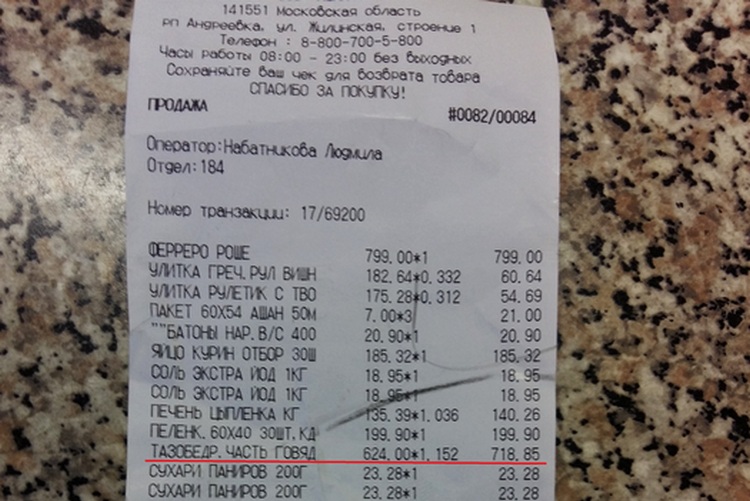 141551 Московская область
рп Андреевка, ул. Жилинская, строение 1
Телефон : 8-800-700-5-800
Часы работы 08:00 - 23:00 без выходных
Сохраняйте ваш чек для возврата товара
СПАСИБО ЗА ПОКУПКУ!
ПРОДАЖА #0082/00084
Оператор:Набатникова Людмила
Отдел:184
Номер транзакции: 17/69200
ФЕРРЕРО РОШЕ 799.00*1 799.00
УЛИТКА ГРЕЧ.РУЛ ВИШН 182.64*0.332 60.64
УЛИТКА РУЛЕТИК С ТВО 175.28*0.312 54.69
ПАКЕТ 60X54 АШАН 50М 7.00*3 21.00
""БАТОНЫ НАР.В/С 400 20.90*1 20.90
ЯЙЦО КУРИН ОТБОР 30Ш 185.32*1 185.32
СОЛЬ ЭКСТРА ЙОД 1КГ 18.95*1 18.95
СОЛЬ ЭКСТРА ЙОД 1КГ 18.95*1 18.95
ПЕЧЕНЬ ЦЫПЛЕНКА КГ 135.39*1.036 140.26
ПЕЛЕНК.60X40 30ШТ,КД 199.90*1 199.90
ТАЗОБЕДР.ЧАСТЬ ГОВЯД 624.00*1.152 718.85
СУХАРИ ПАНИРОВ 200Г 23.28*1 23.28
СУХАРИ ПАНИРОВ 200Г 23.28*1 23.28